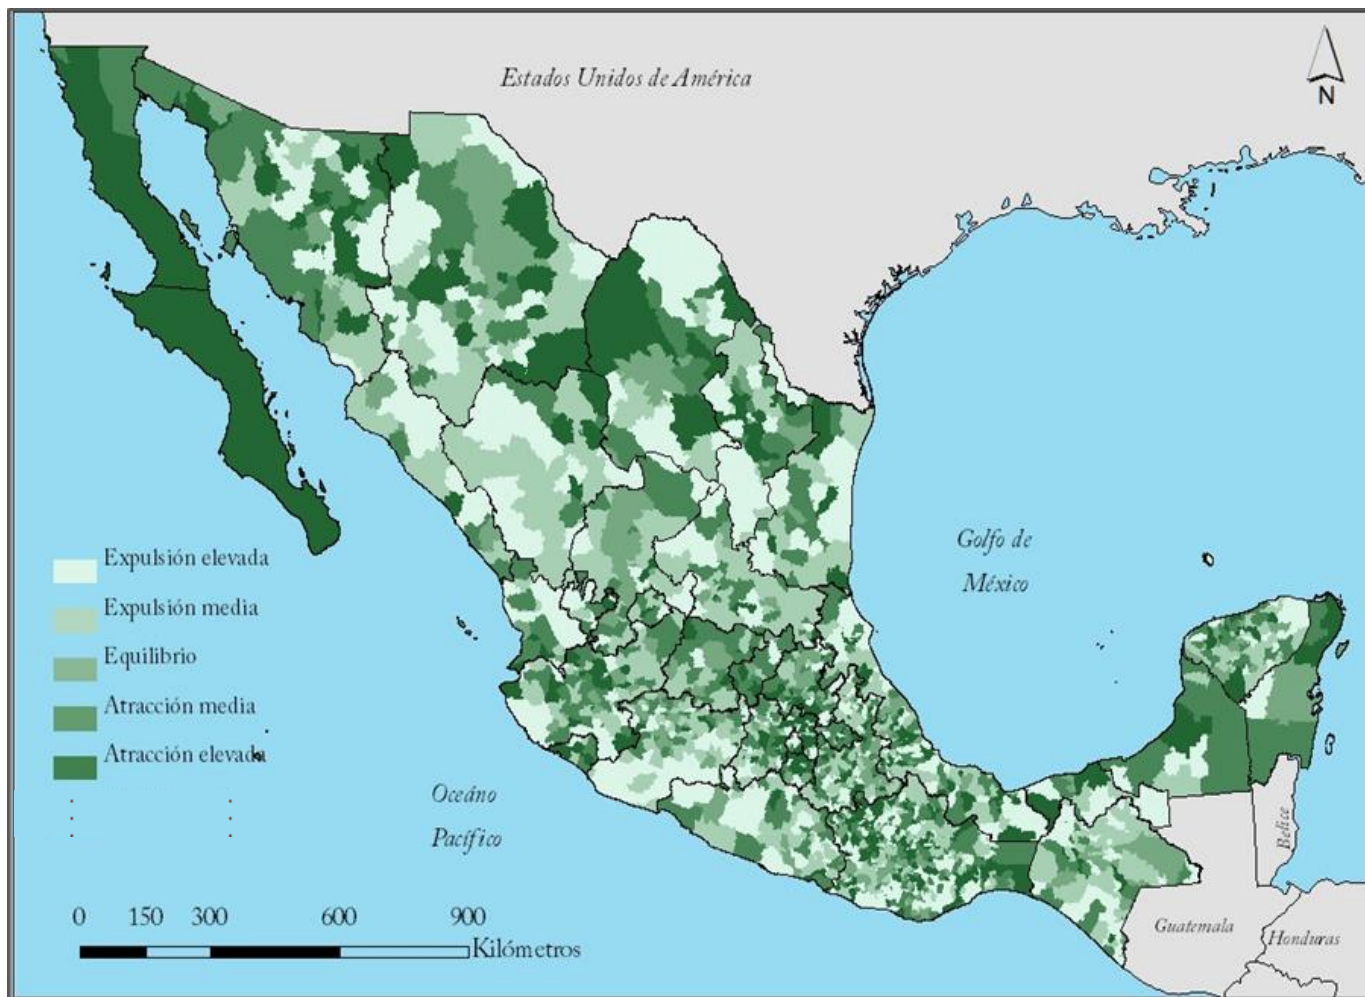 Estados Unidos de América
N
Golfo de
México
Expulsión elevada
Expulsión media
Equilibrio
Atracción media
Atracción elevada
Oceáno
Pacífico
Belice
Guatemala
Honduras
0 150 300 600 900
Kilómetros